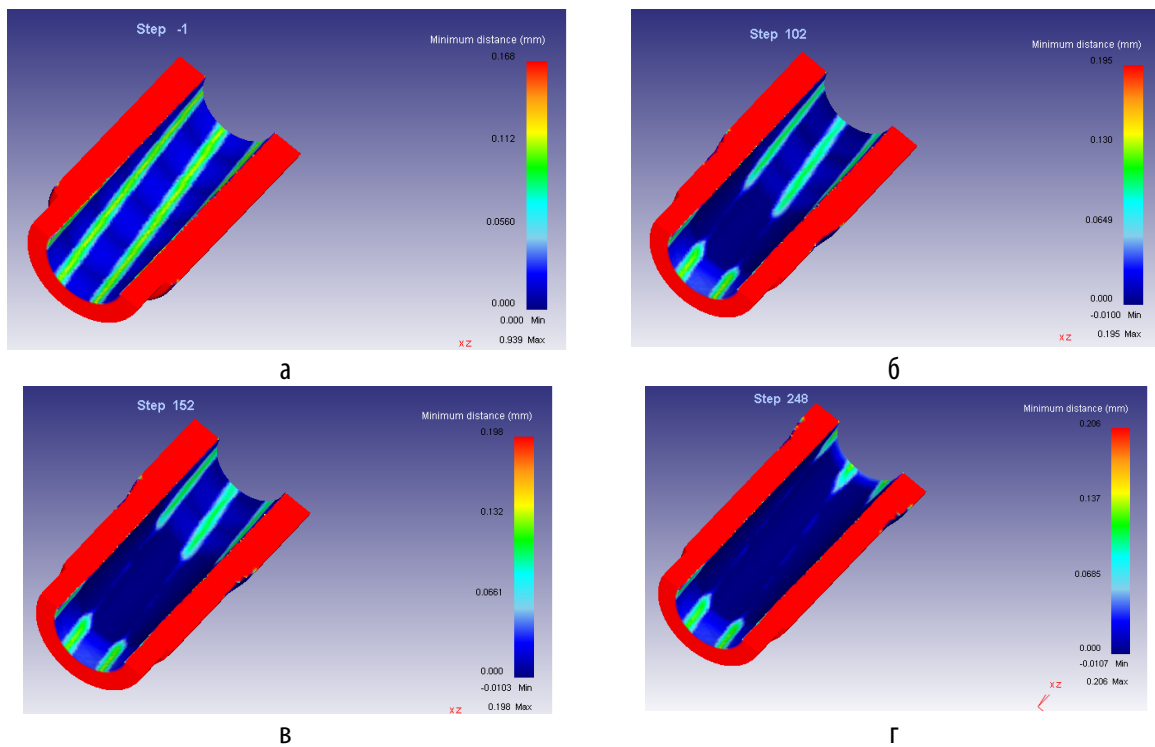 Step -1
Minimum distance (mm)
0.168
0.112
0.0560
0.000
0.000 Min
0.939 Max
xz
а
Step 102
Minimum distance (mm)
0.195
0.130
0.0649
0.000
-0.0100 Min
0.195 Max
xz
б
Step 152
Minimum distance (mm)
0.198
0.132
0.0661
0.000
-0.0103 Min
0.198 Max
xz
в
Step 248
Minimum distance (mm)
0.206
0.137
0.0685
0.000
-0.0107 Min
0.206 Max
xz
г